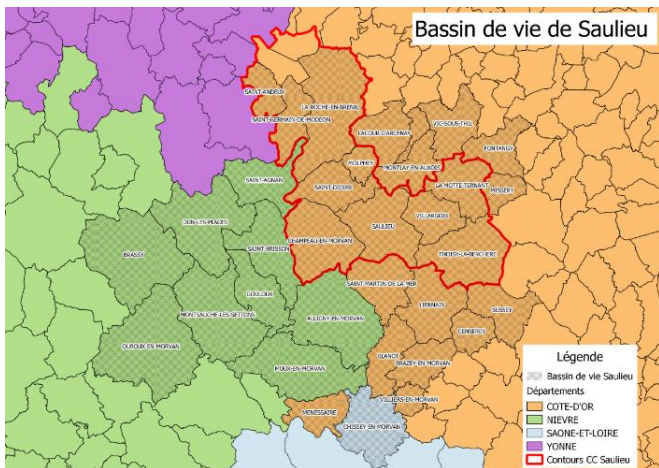 Bassin de vie de Saulieu
SAINT-ANDEUX
LA ROCHE-EN-BRENIL
SAINT-GERMAIN-DE-MODEON
LACOUR-D'ARCENAY
VIC-SOUS-THIL
FONTANGY
MOLPHEY
MONTLAY-EN-AUXOIS
SAINT-AGNAN
SAINT-DIDIER
LA MOTTE-TERNANT
MISSERY
DUN-LES-PLACES
VILLARGOIX
SAULIEU
CHAMPEAU-EN-MORVAN
SAINT-BRISSON
BRASSY
THOISY-LA-BERCHERE
SAINT-MARTIN DE LA MER
GOULOUX
LIERNAIS
SUSSEY
MONTSAUCHE-LES-SETTONS
ALLIGNY-EN-MORVAN
CENSEREY
OUROUX-EN-MORVAN
BLANOT
BRAZEY-EN-MORVAN
MOUX-EN-MORVAN
VILLIERS-EN-MORVAN
MENESSAIRE
CHISSEY-EN-MORVAN
Légende
Bassin de vie Saulieu
Départements
COTE-D'OR
NIEVRE
SAONE-ET-LOIRE
YONNE
Contours CC Saulieu